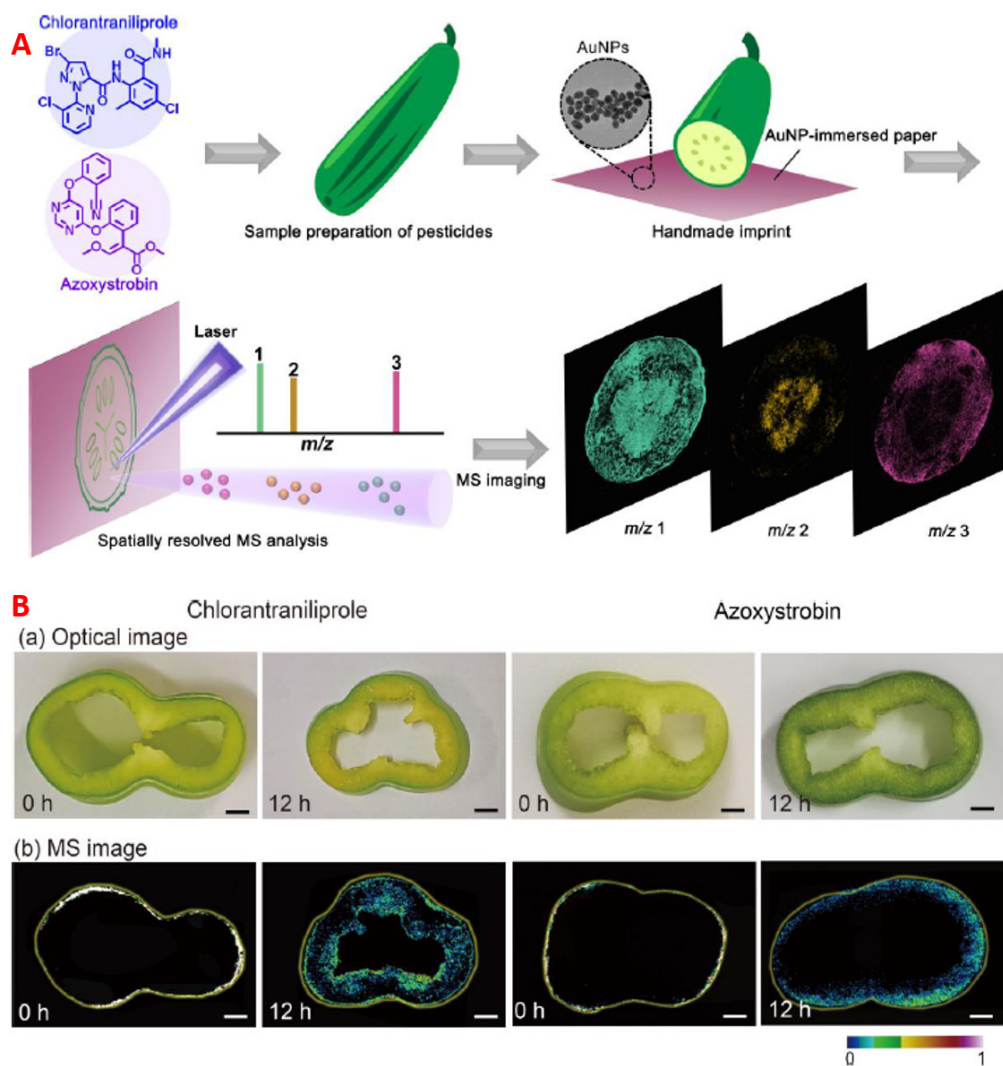 A
Chlorantraniliprole
Br
N
N
O
N
H
O
N
H
Cl
N
Cl
O
N
N
O
N
O
O
O
Azoxystrobin
Sample preparation of pesticides
AuNPs
AuNP-immersed paper
Handmade imprint
Laser
1
2
3
m/z
Spatially resolved MS analysis
MS imaging
m/z 1
m/z 2
m/z 3
B
Chlorantraniliprole
Azoxystrobin
(a) Optical image
0 h
12 h
0 h
12 h
(b) MS image
0 h
12 h
0 h
12 h
0
1